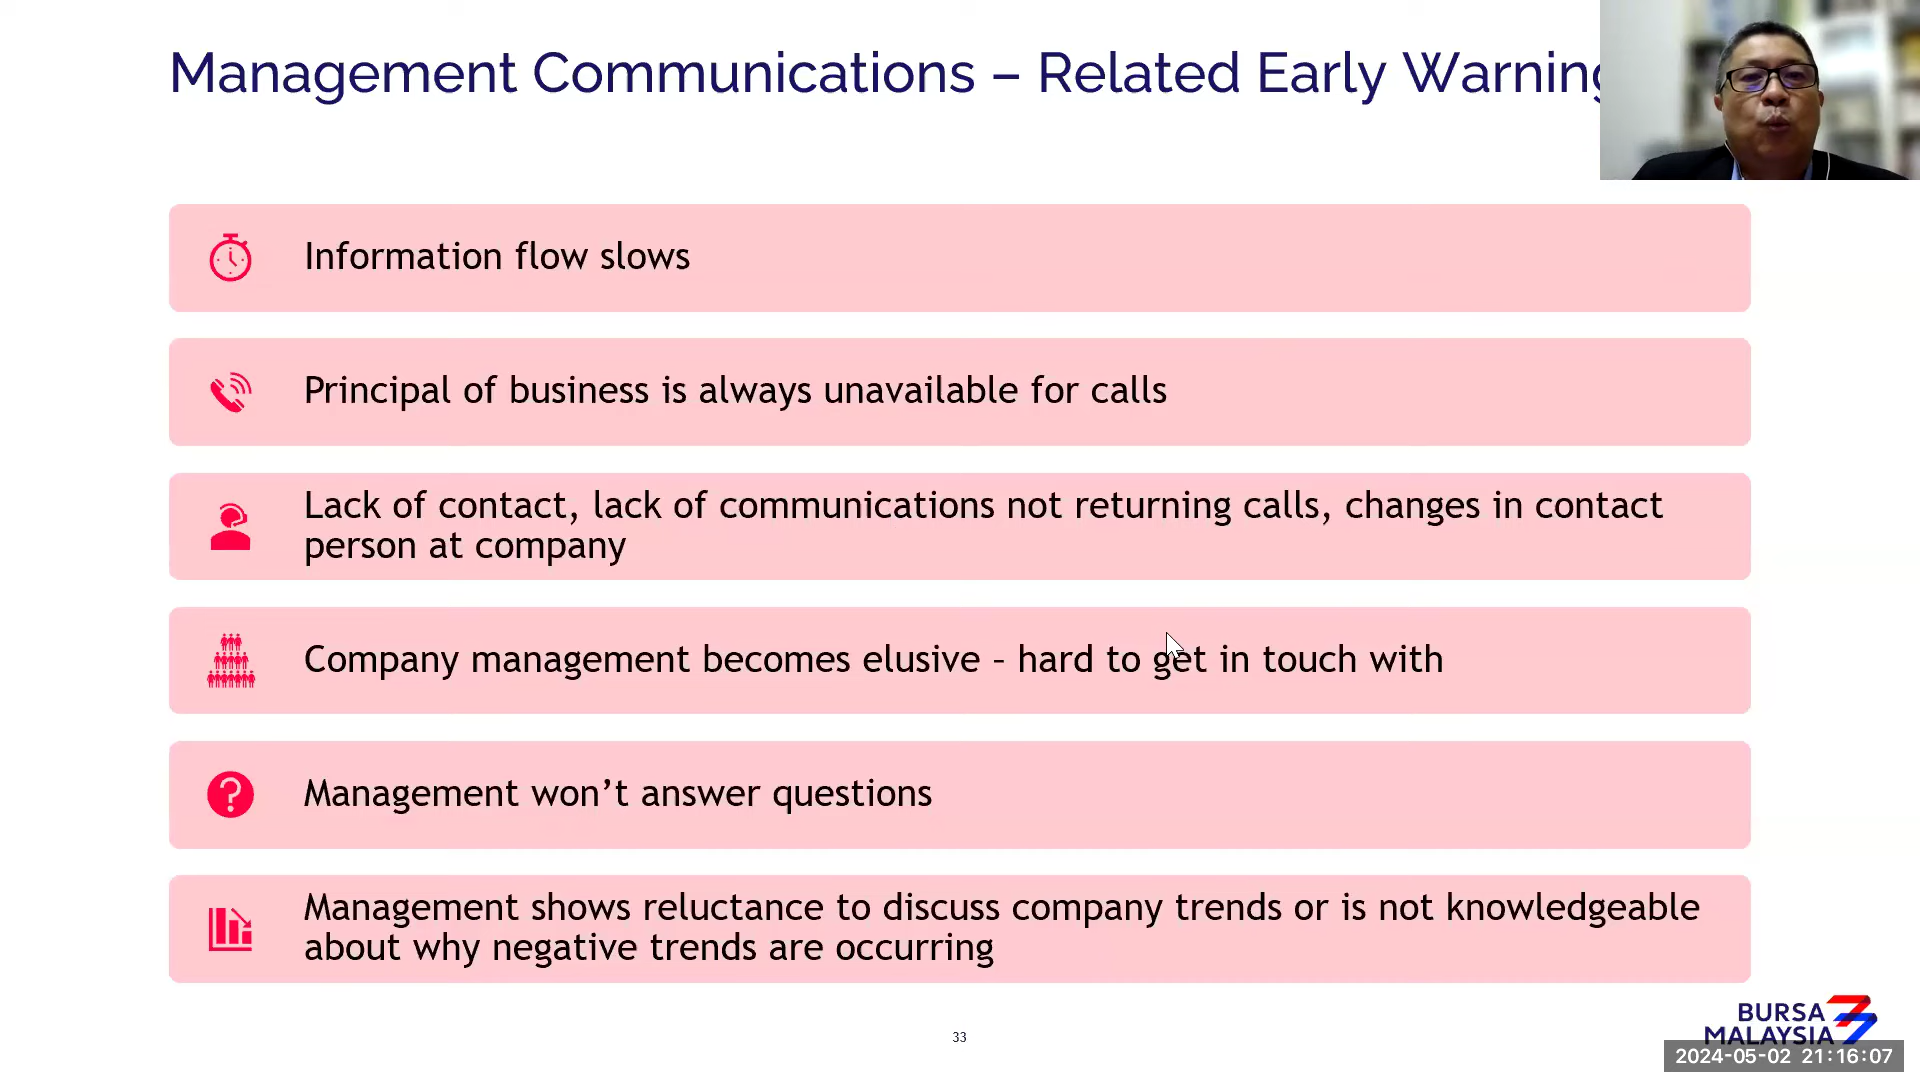 Management Communications – Related Early Warning
Information flow slows
Principal of business is always unavailable for calls
Lack of contact, lack of communications not returning calls, changes in contact
person at company
Company management becomes elusive – hard to get in touch with
Management won’t answer questions
Management shows reluctance to discuss company trends or is not knowledgeable
about why negative trends are occurring
33
BURSA
MALAYSIA
2024-05-02 21:16:07